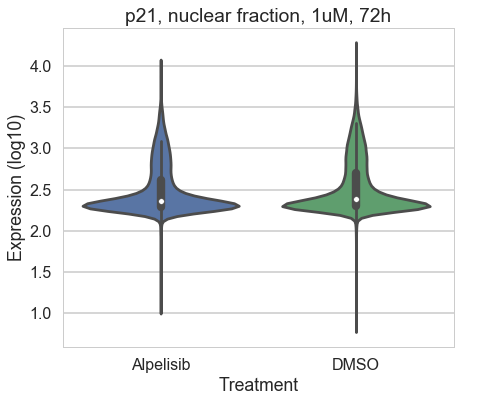 p21, nuclear fraction, 1uM, 72h
Expression (log10)
4.0
3.5
3.0
2.5
2.0
1.5
1.0
Alpelisib DMSO
Treatment